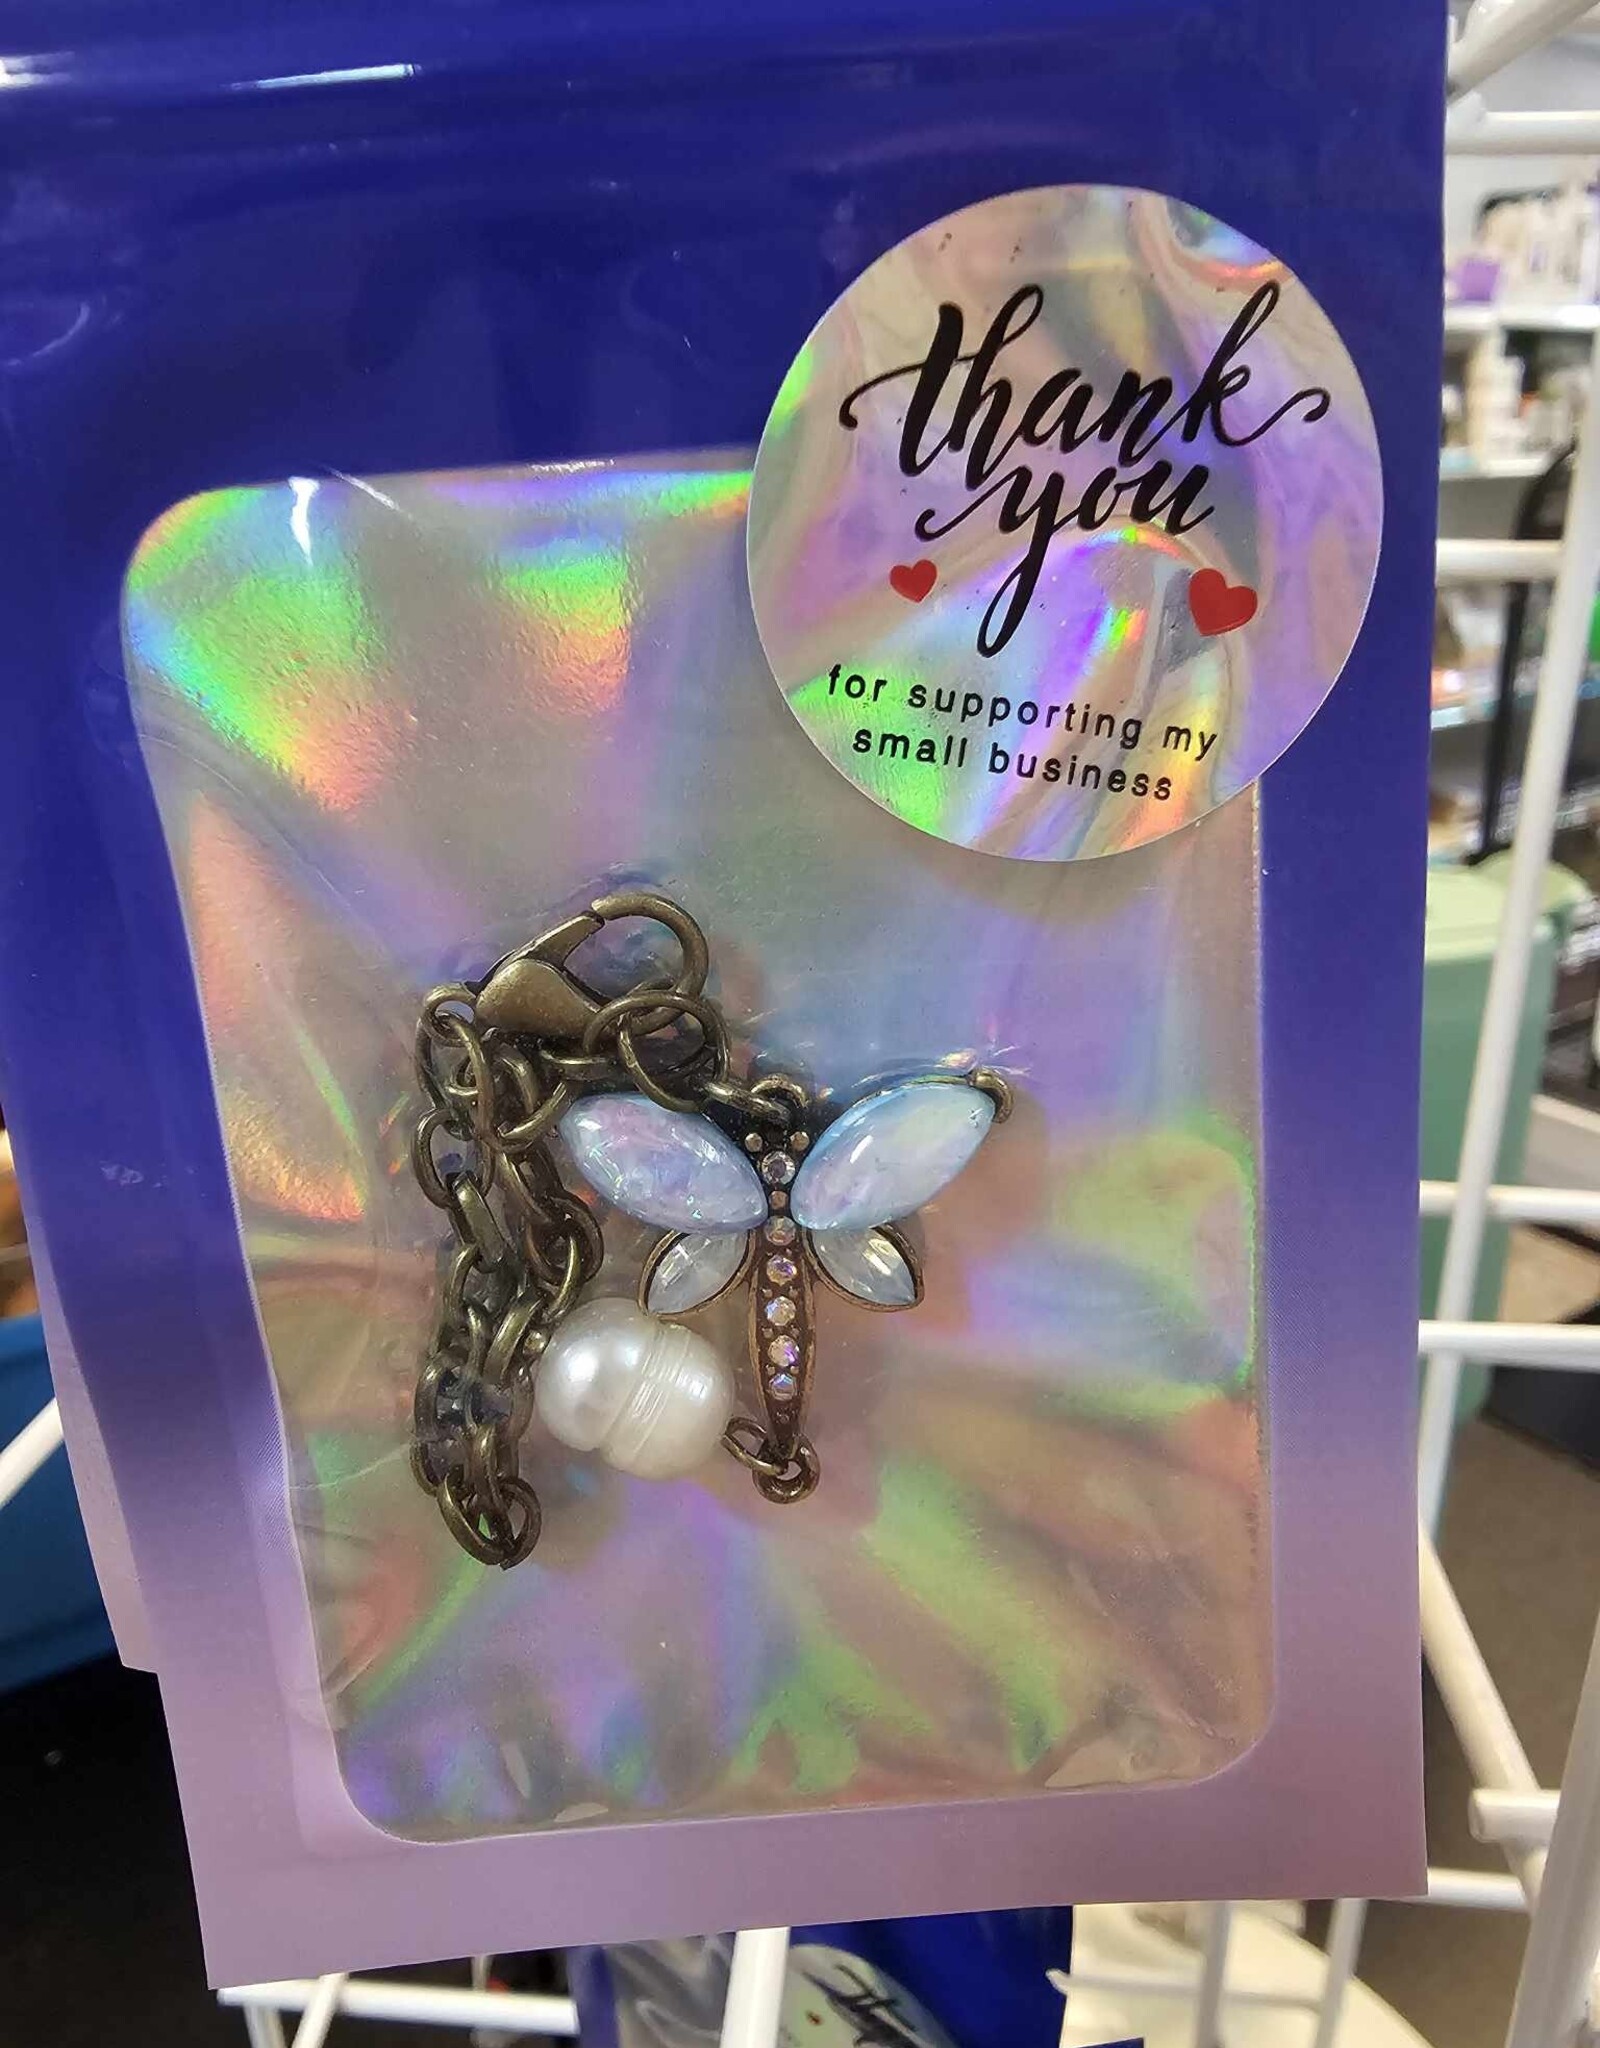 thank
you
for supporting my
small business